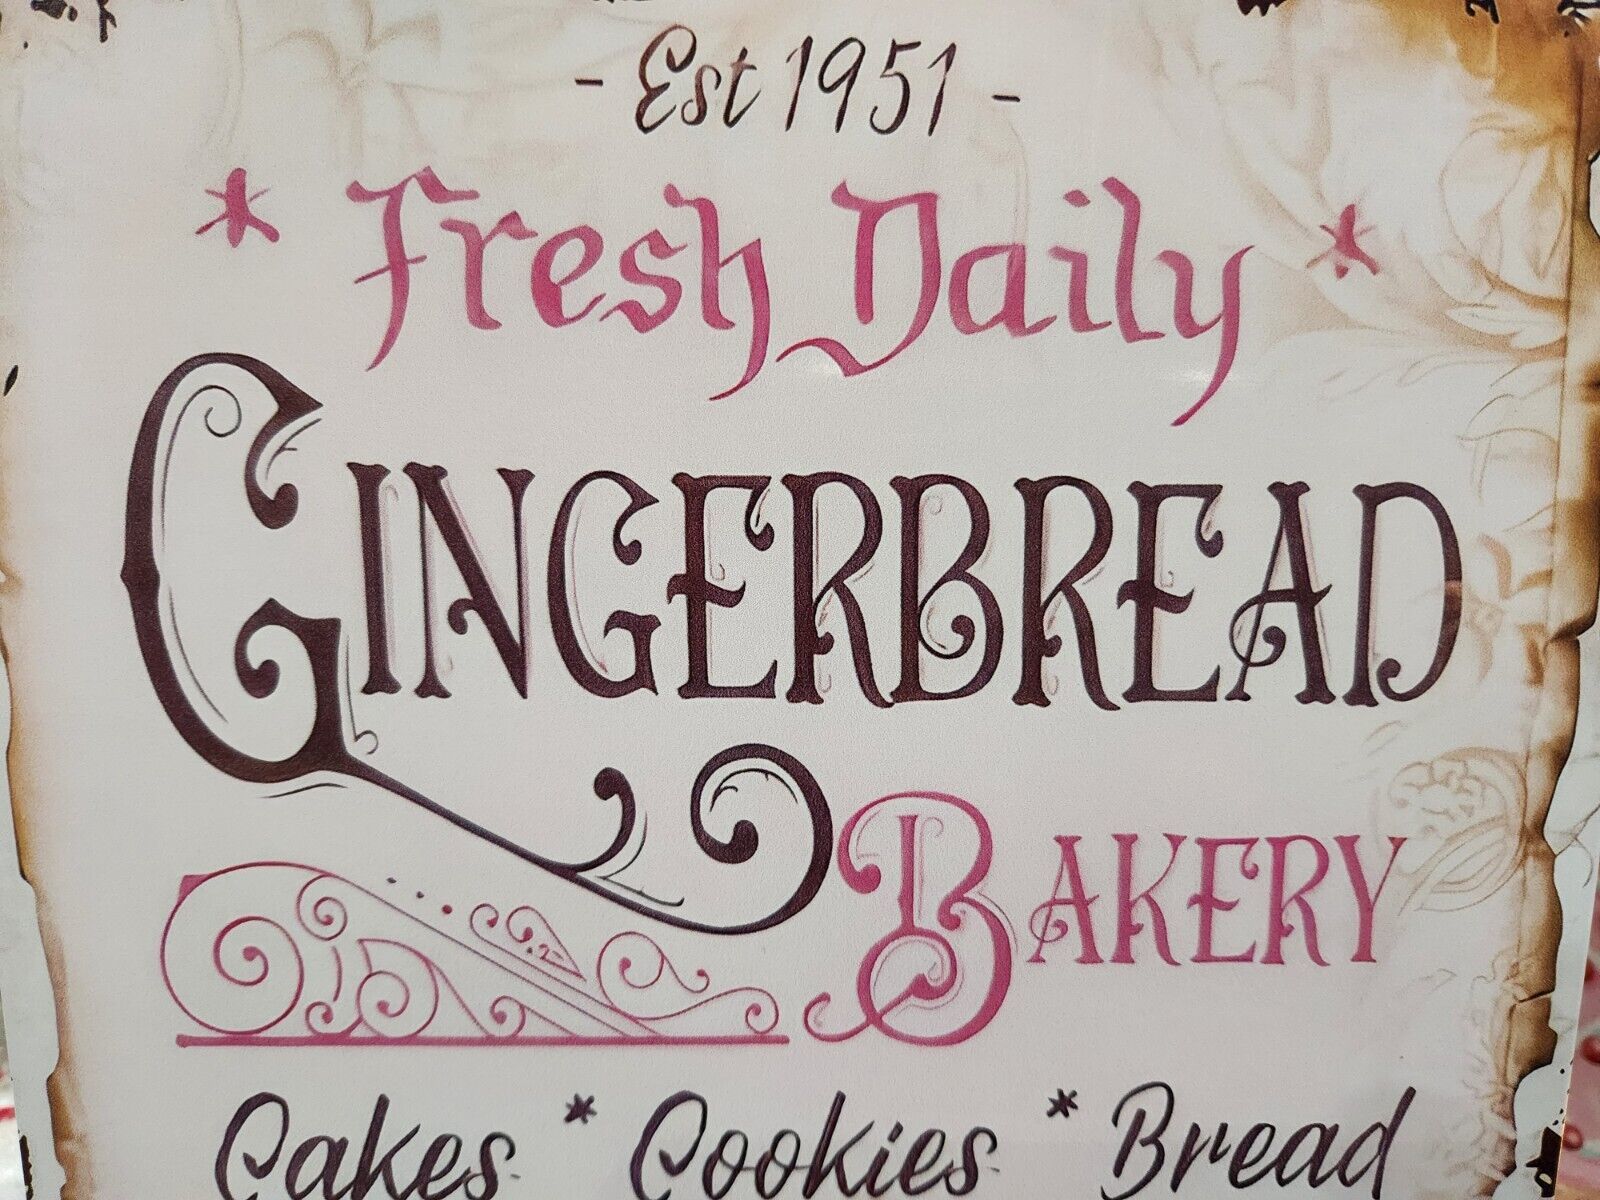 - Est 1951 -
* Fresh Daily *
GINGERBREAD
BAKERY
Cakes * Cookies * Bread